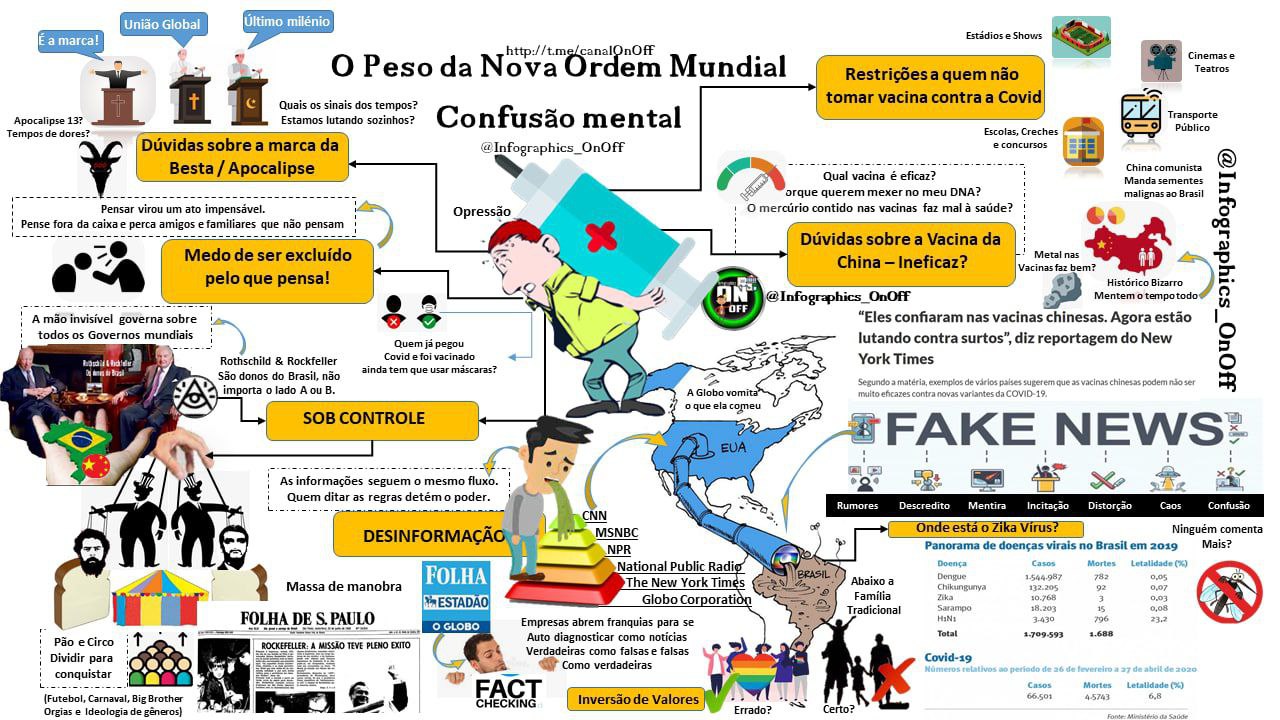 É a marca!
União Global
Último milénio
http://t.me/canalOnOff
O Peso da Nova Ordem Mundial
Confusão mental
@Infographics_OnOff
Apocalipse 13?
Tempos de dores?
Quais os sinais dos tempos?
Estamos lutando sozinhos?
Dúvidas sobre a marca da
Besta / Apocalipse
Pensar virou um ato impensável.
Pense fora da caixa e perca amigos e familiares que não pensam
Medo de ser excluído
pelo que pensa!
A mão invisível governa sobre
todos os Governos mundiais
Rothschild & Rockfeller
Donos do Brasil
Rothschild & Rockfeller
São donos do Brasil, não
importa o lado A ou B.
SOB CONTROLE
Opressão
Quem já pegou
Covid e foi vacinado
ainda tem que usar máscaras?
As informações seguem o mesmo fluxo.
Quem ditar as regras detém o poder.
DESINFORMAÇÃO
CNN
MSNBC
NPR
National Public Radio
The New York Times
Globo Corporation
Massa de manobra
FOLHA
ESTADÃO
O GLOBO
FOLHA DE S. PAULO
ROCKEFELLER: A MISSÃO TEVE PLENO EXITO
Pão e Circo
Dividir para
conquistar
(Futebol, Carnaval, Big Brother
Orgias e Ideologia de gêneros)
Empresas abrem franquias para se
Auto diagnosticar como notícias
Verdadeiras como falsas e falsas
Como verdadeiras
FACT
CHECKING
Inversão de Valores
Errado?
Certo?
Abaixo a
Família
Tradicional
A Globo vomita
o que ela comeu
EUA
BRASIL
Restrições a quem não
tomar vacina contra a Covid
Estádios e Shows
Cinemas e
Teatros
Transporte
Público
Escolas, Creches
e concursos
China comunista
Manda sementes
malignas ao Brasil
Qual vacina é eficaz?
orque querem mexer no meu DNA?
O mercúrio contido nas vacinas faz mal à saúde?
Dúvidas sobre a Vacina da
China – Ineficaz?
ON
OFF
@Infographics_OnOff
Metal nas
Vacinas faz bem?
Histórico Bizarro
Mentem o tempo todo
@Infographics_OnOff
“Eles confiaram nas vacinas chinesas. Agora estão
lutando contra surtos”, diz reportagem do New
York Times
Segundo a matéria, exemplos de vários países sugerem que as vacinas chinesas podem não ser
muito eficazes contra novas variantes da COVID-19.
FAKE NEWS
Rumores Descredito Mentira Incitação Distorção Caos Confusão
Onde está o Zika Vírus?
Ninguém comenta
Mais?
Panorama de doenças virais no Brasil em 2019
Doença Casos Mortes Letalidade (%)
Dengue 1.544.987 782 0,05
Chikungunya 132.205 92 0,07
Zika 10.768 3 0,03
Sarampo 18.203 15 0,08
H1N1 3.430 796 23,2
Total 1.709.593 1.688
Covid-19
Números relativos ao período de 26 de fevereiro a 27 de abril de 2020
Casos Mortes Letalidade (%)
66.501 4.5743 6,8
Fonte: Ministério da Saúde